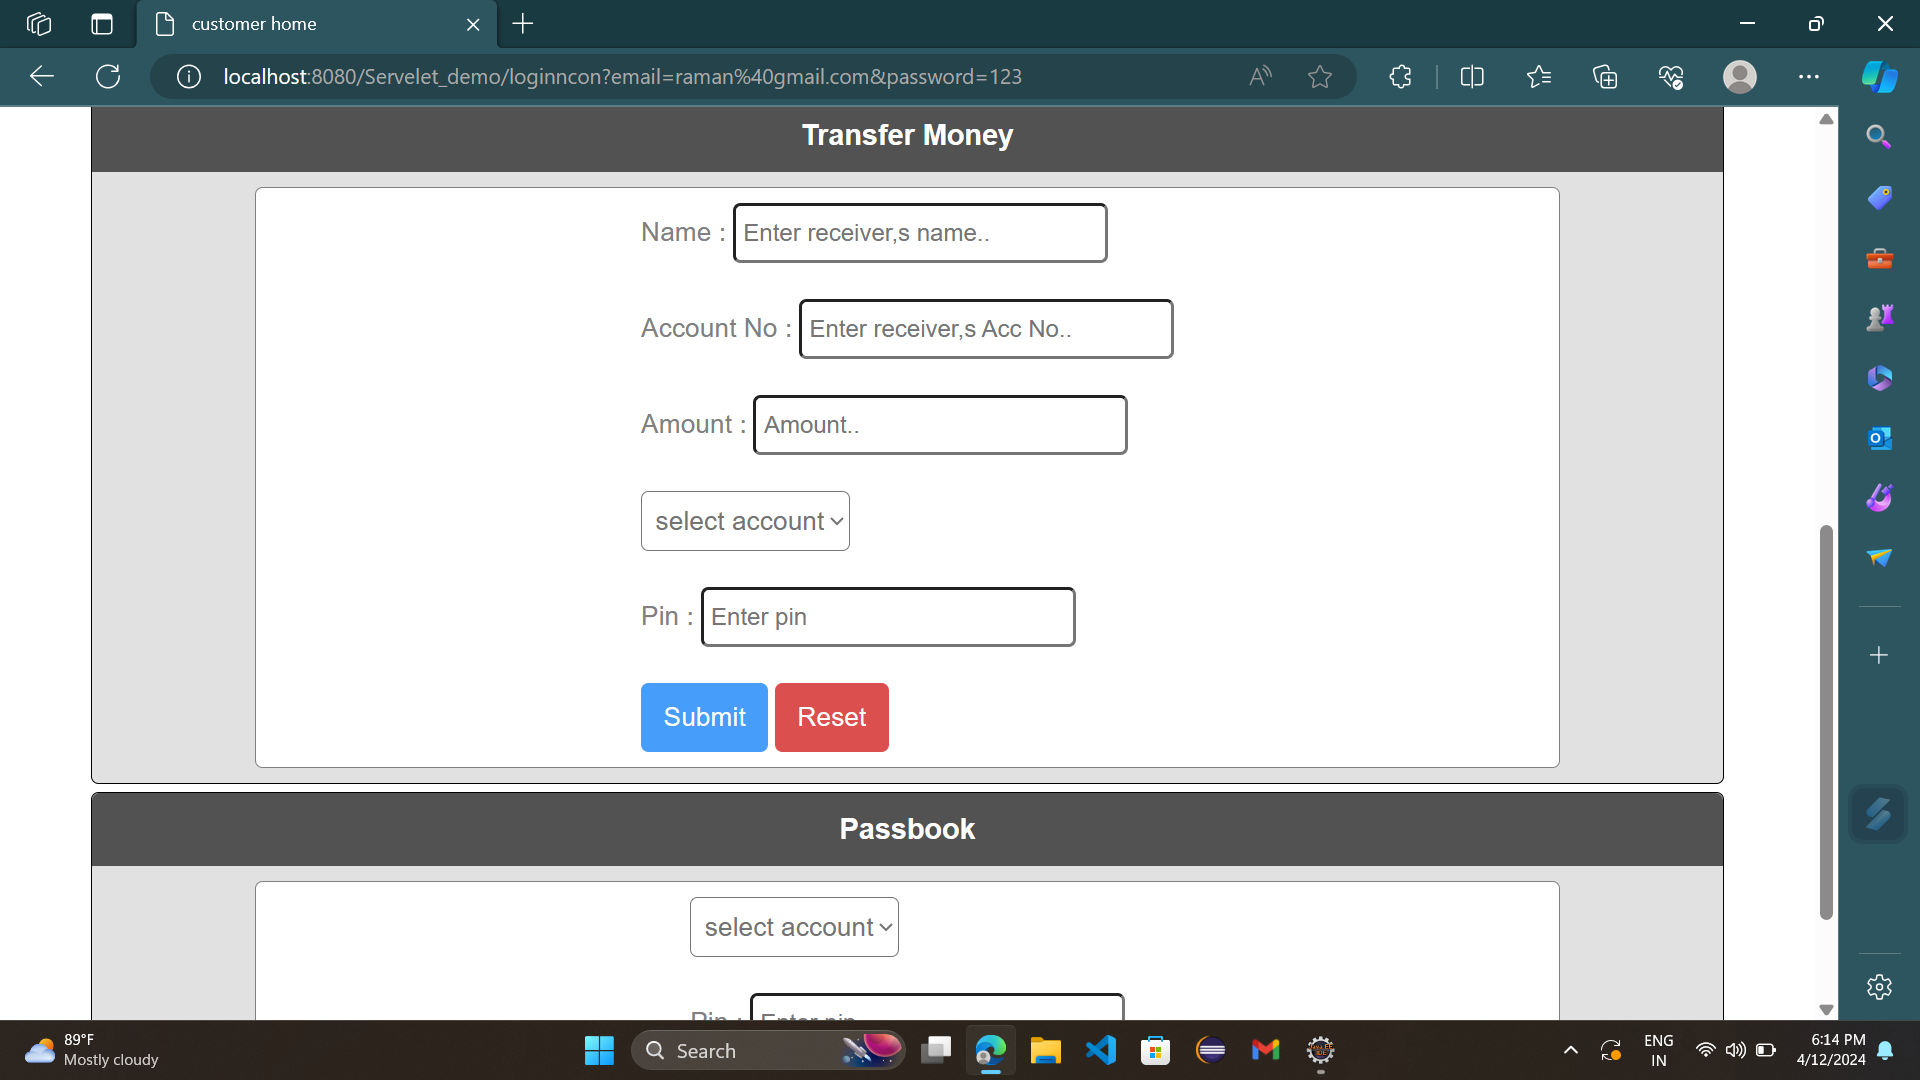 customer home
localhost:8080/Servelet_demo/loginncon?email=raman%40gmail.com&password=123
Transfer Money
Name : Enter receiver,s name..
Account No : Enter receiver,s Acc No..
Amount : Amount..
select account
Pin : Enter pin
Submit Reset
Passbook
select account
Pin : Enter pin
89°F
Mostly cloudy
Search
ENG
IN
6:14 PM
4/12/2024